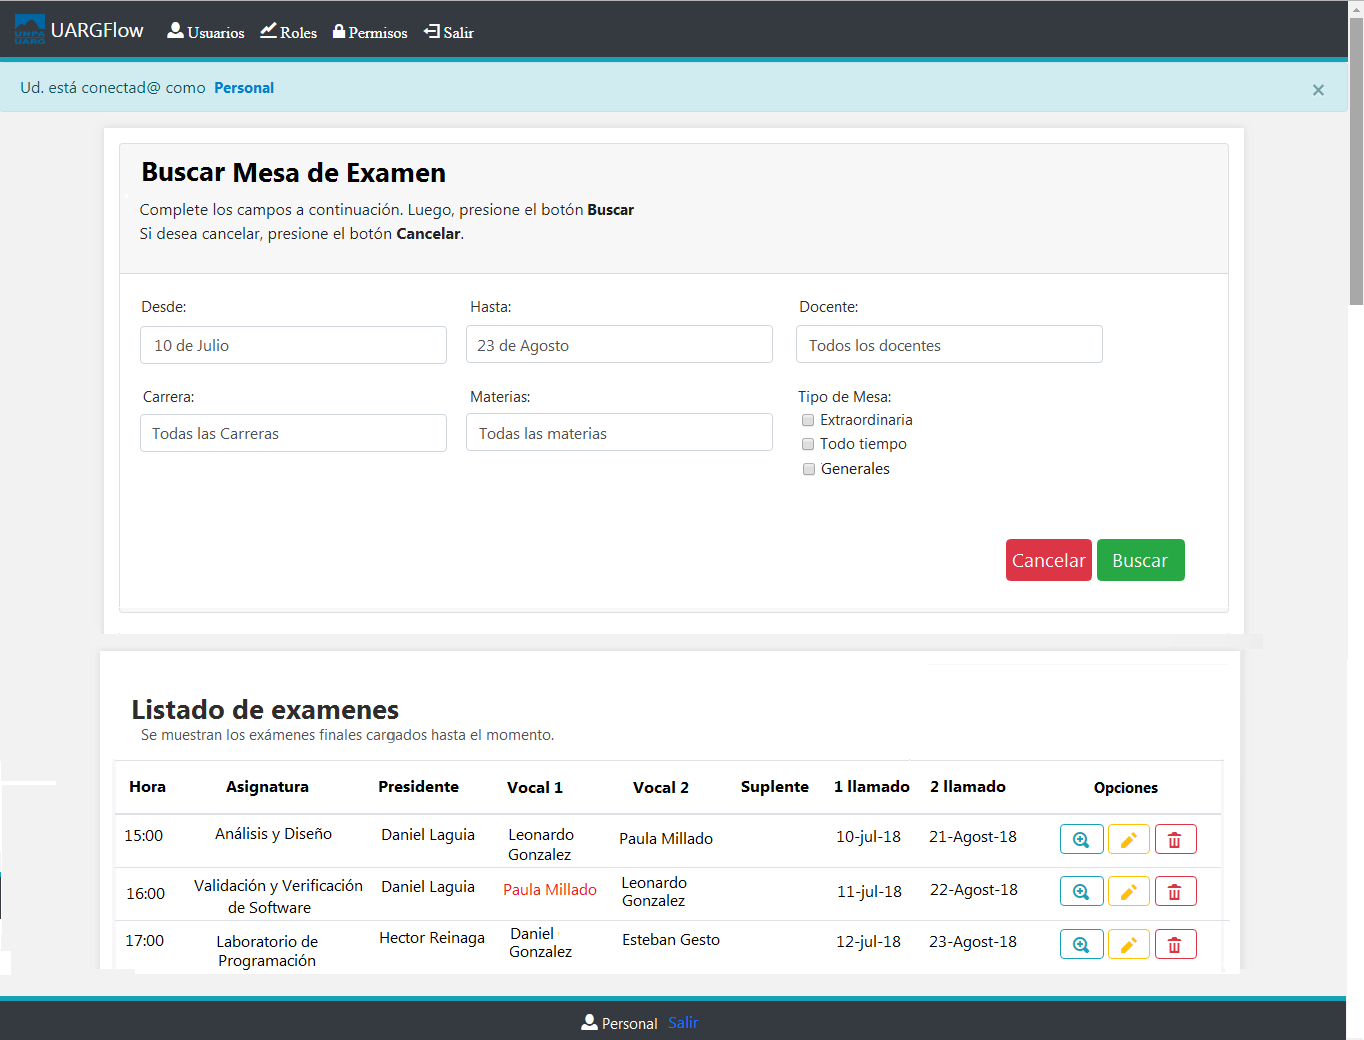 UNPA
UARG
UARGFlow Usuarios Roles Permisos Salir
Ud. está conectad@ como Personal ×
Buscar Mesa de Examen
Complete los campos a continuación. Luego, presione el botón Buscar
Si desea cancelar, presione el botón Cancelar.
Desde: Hasta: Docente:
10 de Julio 23 de Agosto Todos los docentes
Carrera: Materias: Tipo de Mesa:
Todas las Carreras Todas las materias
Extraordinaria
Todo tiempo
Generales
Cancelar Buscar
Listado de examenes
Se muestran los exámenes finales cargados hasta el momento.
Hora Asignatura Presidente Vocal 1 Vocal 2 Suplente 1 llamado 2 llamado Opciones
15:00 Análisis y Diseño Daniel Laguia Leonardo Gonzalez Paula Millado 10-jul-18 21-Agost-18
16:00 Validación y Verificación de Software Daniel Laguia Paula Millado Leonardo Gonzalez 11-jul-18 22-Agost-18
17:00 Laboratorio de Programación Hector Reinaga Daniel Gonzalez Esteban Gesto 12-jul-18 23-Agost-18
Personal Salir